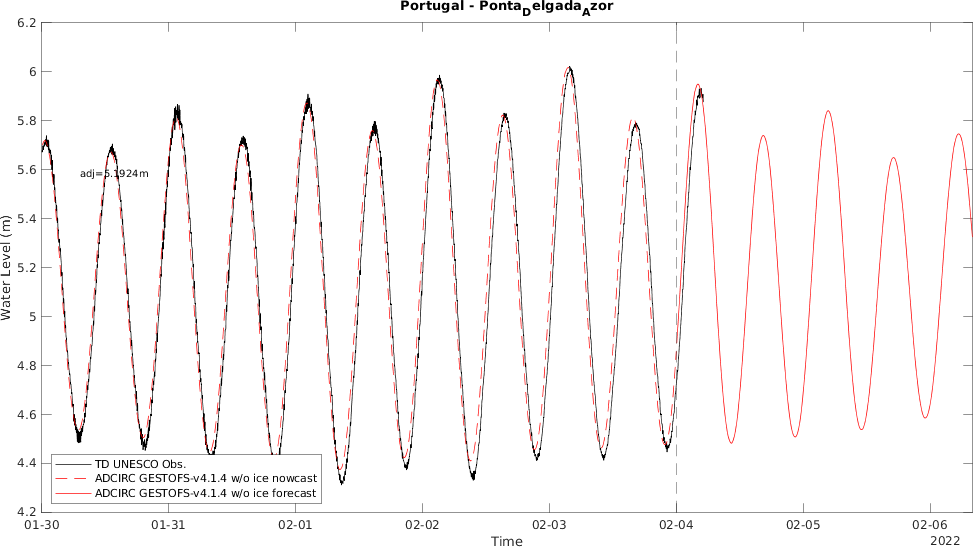 Portugal - Ponta_Delgada_Azor
6.2
6
5.8
5.6
5.4
5.2
5
4.8
4.6
4.4
4.2
Water Level (m)
adj=5.1924m
TD UNESCO Obs.
ADCIRC GESTOFS-v4.1.4 w/o ice nowcast
ADCIRC GESTOFS-v4.1.4 w/o ice forecast
01-30 01-31 02-01 02-02 02-03 02-04 02-05 02-06
Time
2022